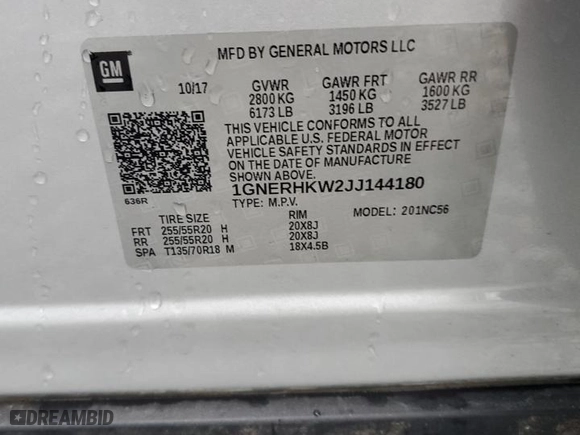 GM
MFD BY GENERAL MOTORS LLC
10/17 GVWR GAWR FRT GAWR RR
2800 KG 1450 KG 1600 KG
6173 LB 3196 LB 3527 LB
THIS VEHICLE CONFORMS TO ALL
APPLICABLE U.S. FEDERAL MOTOR
VEHICLE SAFETY STANDARDS IN EFFECT
ON THE DATE OF MANUFACTURE
SHOWN ABOVE.
1GNERHKW2JJ144180
636R TYPE: M.P.V.
TIRE SIZE RIM MODEL: 201NC56
FRT 255/55R20 H 20X8J
RR 255/55R20 H 20X8J
SPA T135/70R18 M 18X4.5B
DREAMBID